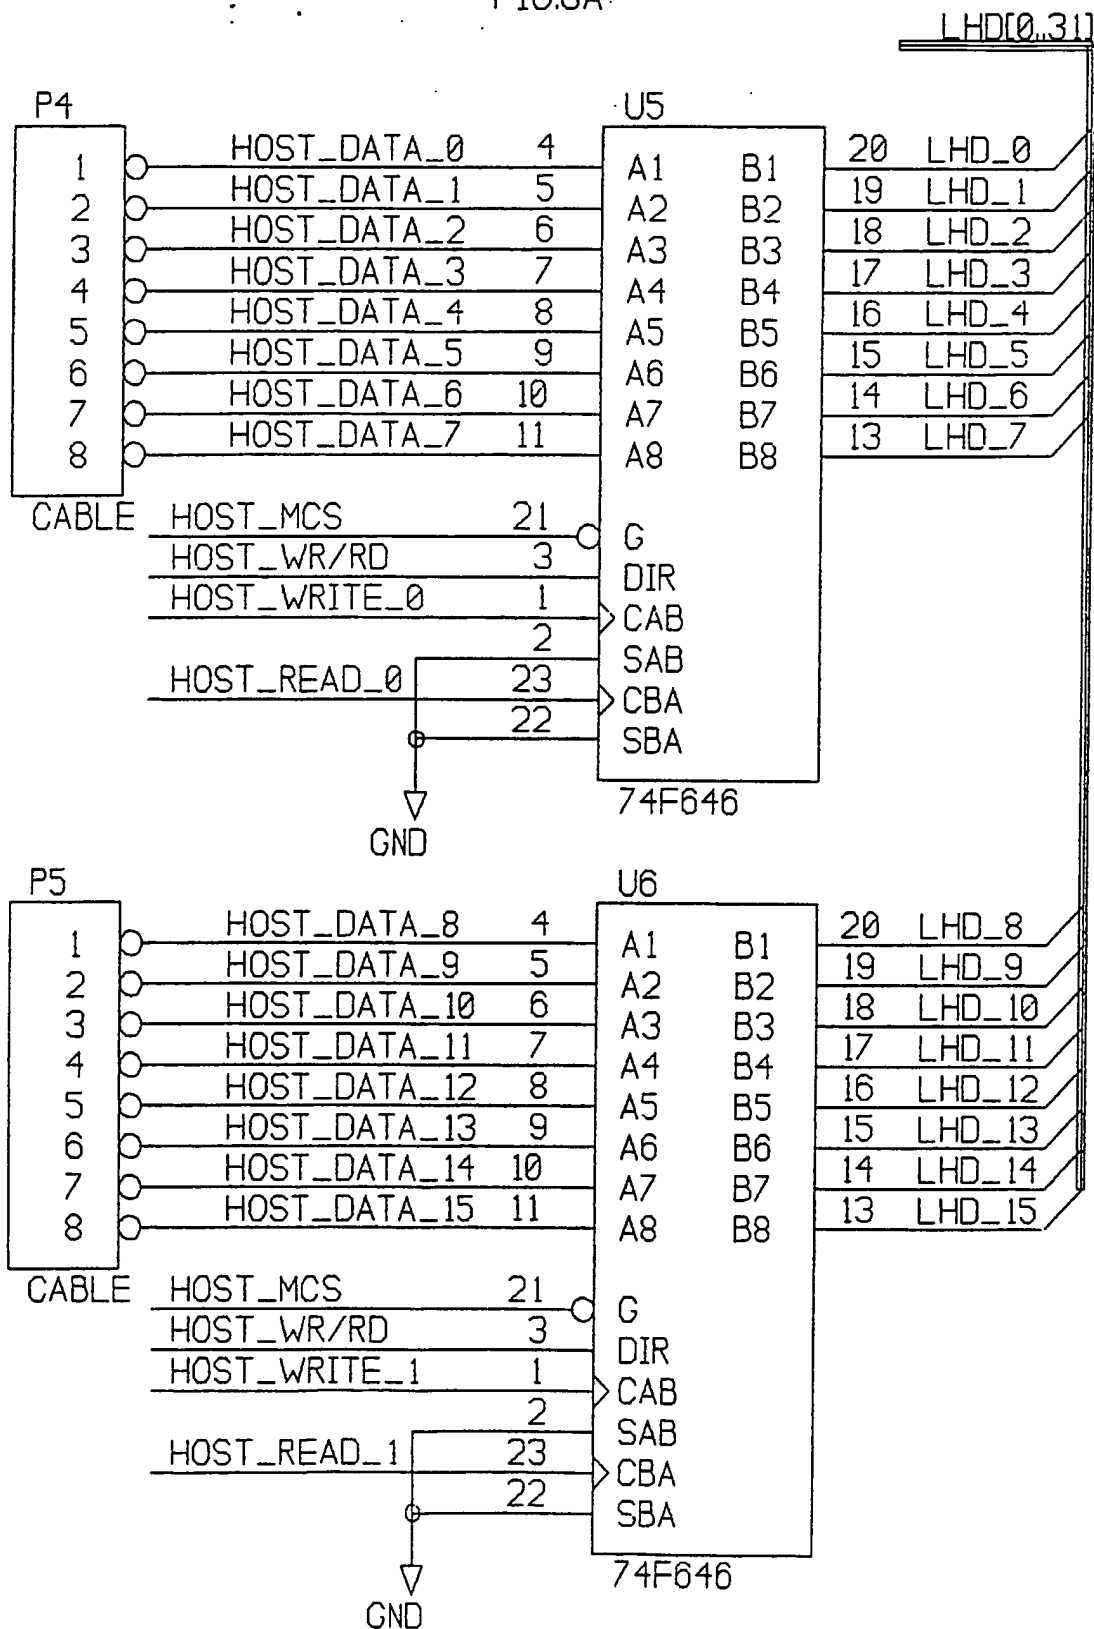 LHD[0..31]
P4
U5
1 HOST_DATA_0 4 A1 B1 20 LHD_0
2 HOST_DATA_1 5 A2 B2 19 LHD_1
3 HOST_DATA_2 6 A3 B3 18 LHD_2
4 HOST_DATA_3 7 A4 B4 17 LHD_3
5 HOST_DATA_4 8 A5 B5 16 LHD_4
6 HOST_DATA_5 9 A6 B6 15 LHD_5
7 HOST_DATA_6 10 A7 B7 14 LHD_6
8 HOST_DATA_7 11 A8 B8 13 LHD_7
CABLE
HOST_MCS 21 G
HOST_WR/RD 3 DIR
HOST_WRITE_0 1 CAB
2 SAB
HOST_READ_0 23 CBA
22 SBA
74F646
GND
P5
U6
1 HOST_DATA_8 4 A1 B1 20 LHD_8
2 HOST_DATA_9 5 A2 B2 19 LHD_9
3 HOST_DATA_10 6 A3 B3 18 LHD_10
4 HOST_DATA_11 7 A4 B4 17 LHD_11
5 HOST_DATA_12 8 A5 B5 16 LHD_12
6 HOST_DATA_13 9 A6 B6 15 LHD_13
7 HOST_DATA_14 10 A7 B7 14 LHD_14
8 HOST_DATA_15 11 A8 B8 13 LHD_15
CABLE
HOST_MCS 21 G
HOST_WR/RD 3 DIR
HOST_WRITE_1 1 CAB
2 SAB
HOST_READ_1 23 CBA
22 SBA
74F646
GND